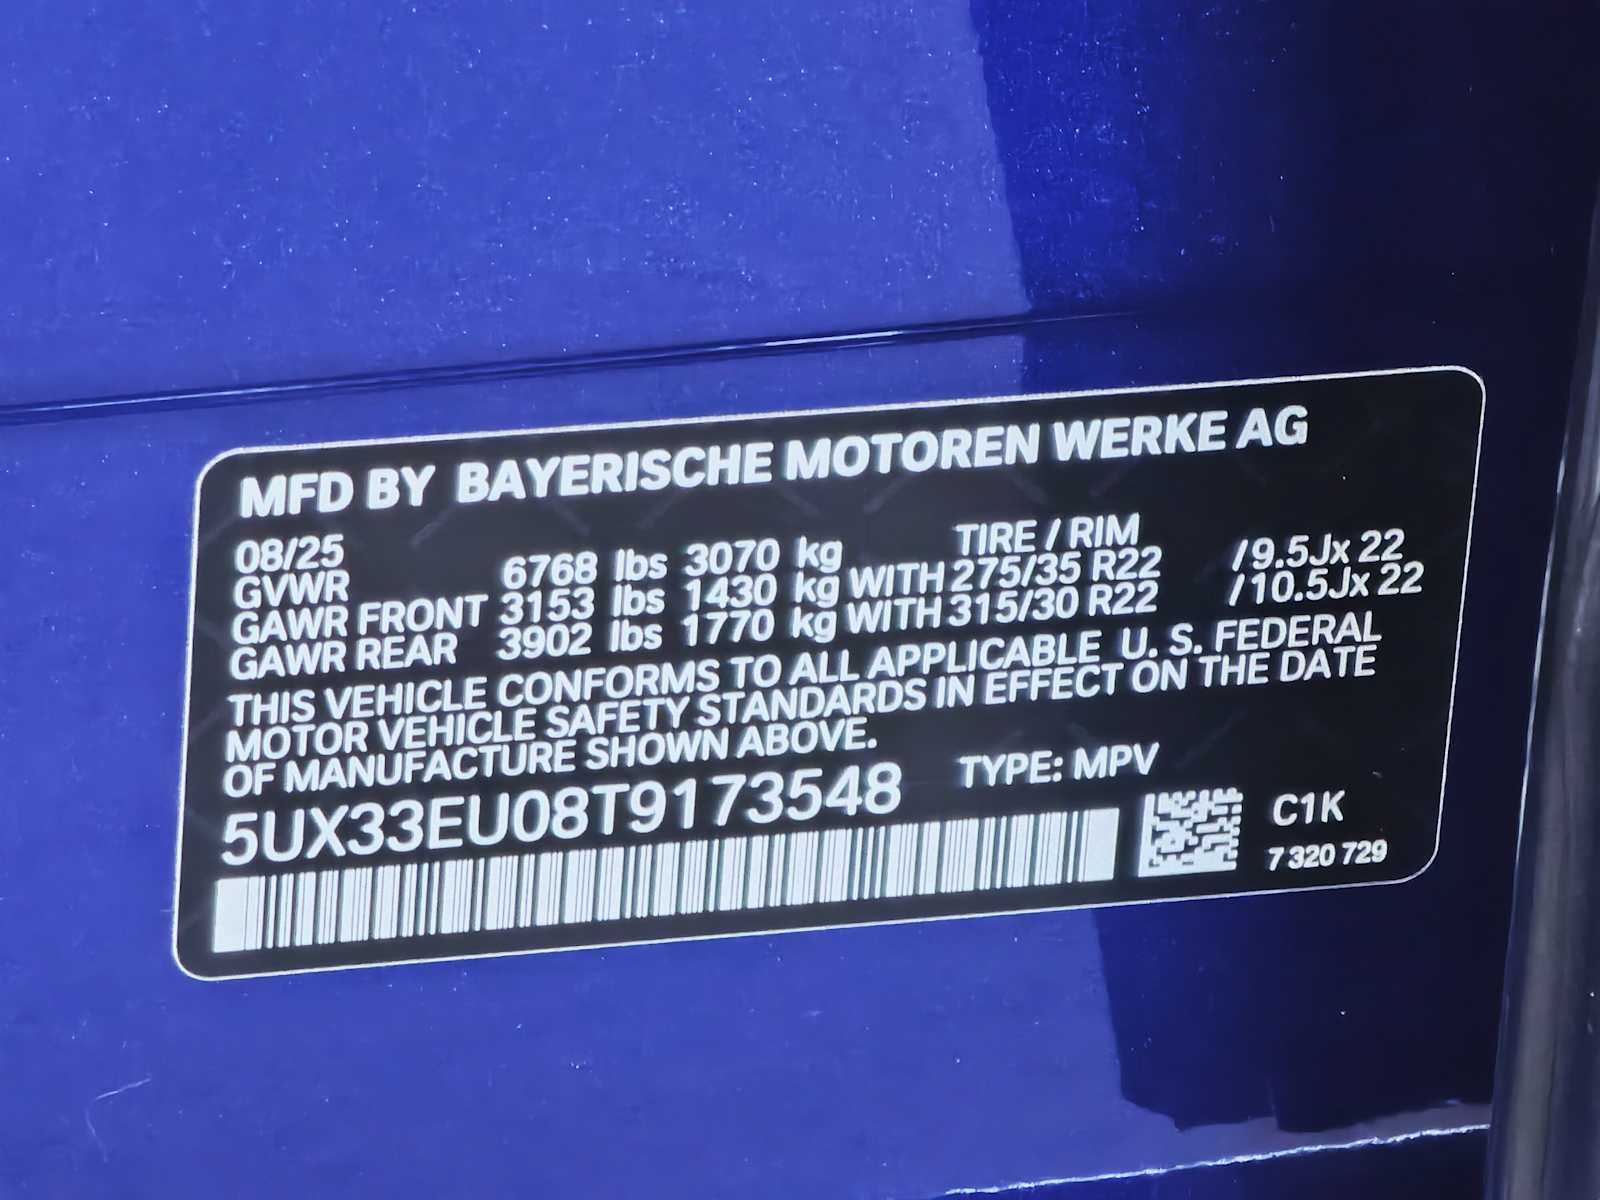 MFD BY BAYERISCHE MOTOREN WERKE AG
08/25 TIRE / RIM
GVWR 6768 lbs 3070 kg
GAWR FRONT 3153 lbs 1430 kg WITH 275/35 R22 /9.5Jx 22
GAWR REAR 3902 lbs 1770 kg WITH 315/30 R22 /10.5Jx 22
THIS VEHICLE CONFORMS TO ALL APPLICABLE U. S. FEDERAL
MOTOR VEHICLE SAFETY STANDARDS IN EFFECT ON THE DATE
OF MANUFACTURE SHOWN ABOVE.
5UX33EU08T9173548 TYPE: MPV
C1K
7 320 729